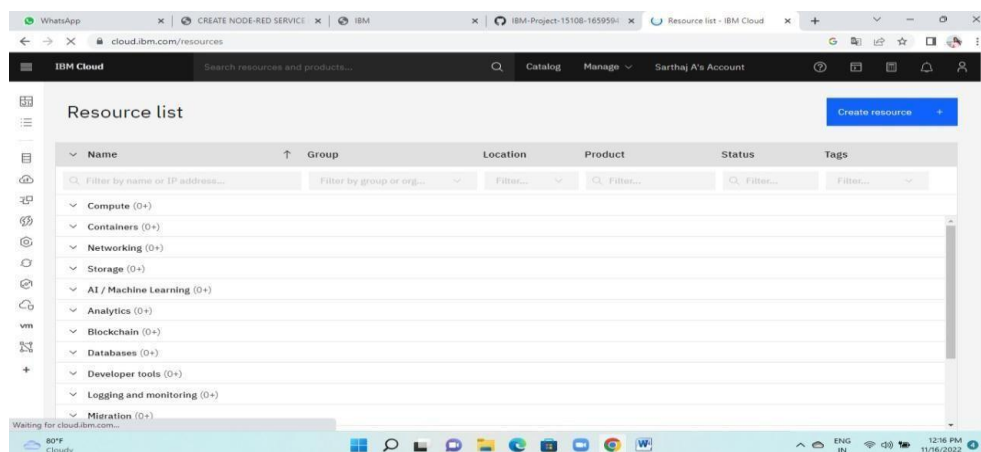 WhatsApp
CREATE NODE-RED SERVICE
IBM
IBM-Project-15108-1659594
Resource list - IBM Cloud
cloud.ibm.com/resources
IBM Cloud
Search resources and products...
Catalog
Manage
Sarthaj A's Account
Resource list
Create resource +
Name
Group
Location
Product
Status
Tags
Filter by name or IP address...
Filter by group or org...
Filter...
Filter...
Filter...
Filter...
Compute (0+)
Containers (0+)
Networking (0+)
Storage (0+)
AI / Machine Learning (0+)
Analytics (0+)
Blockchain (0+)
Databases (0+)
Developer tools (0+)
Logging and monitoring (0+)
Migration (0+)
vm
Waiting for cloud.ibm.com...
80°F
Cloudy
ENG
IN
12:16 PM
11/16/2022
4